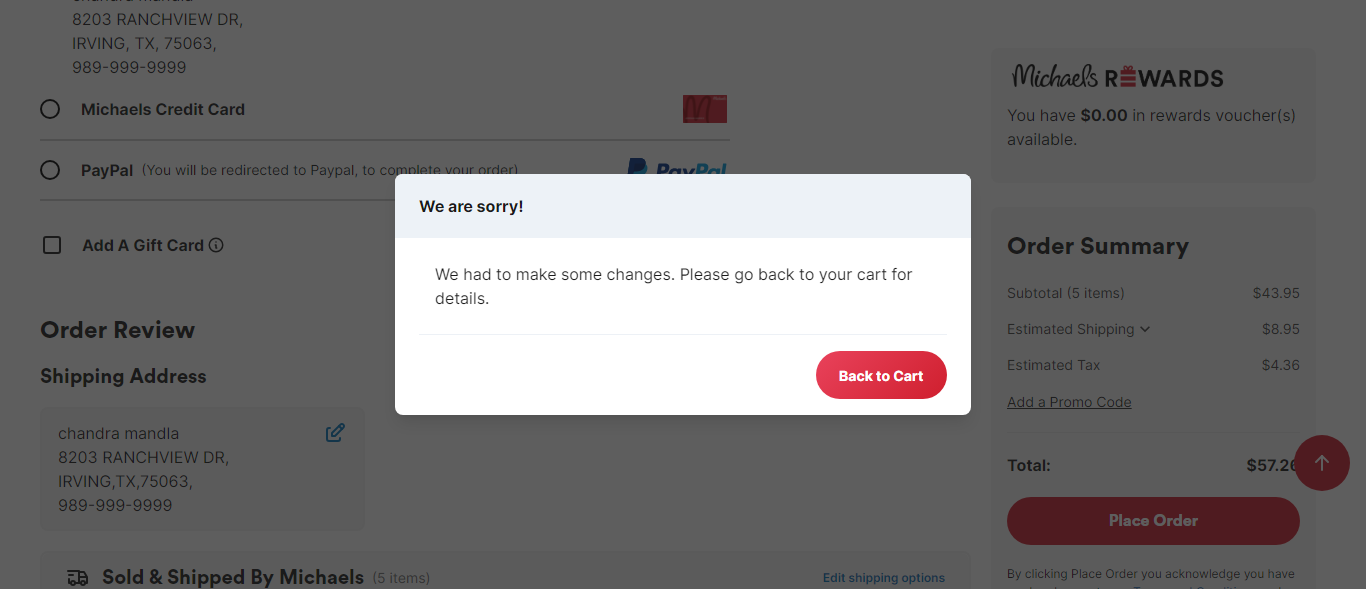 chandra mandla
8203 RANCHVIEW DR,
IRVING, TX, 75063,
989-999-9999
Michaels Credit Card
PayPal (You will be redirected to Paypal, to complete your order)
PayPal
Add A Gift Card
Order Review
Shipping Address
chandra mandla
8203 RANCHVIEW DR,
IRVING,TX,75063,
989-999-9999
Sold & Shipped By Michaels (5 items)
Edit shipping options
We are sorry!
We had to make some changes. Please go back to your cart for
details.
Back to Cart
Michaels REWARDS
You have $0.00 in rewards voucher(s)
available.
Order Summary
Subtotal (5 items) $43.95
Estimated Shipping $8.95
Estimated Tax $4.36
Add a Promo Code
Total: $57.26
Place Order
By clicking Place Order you acknowledge you have